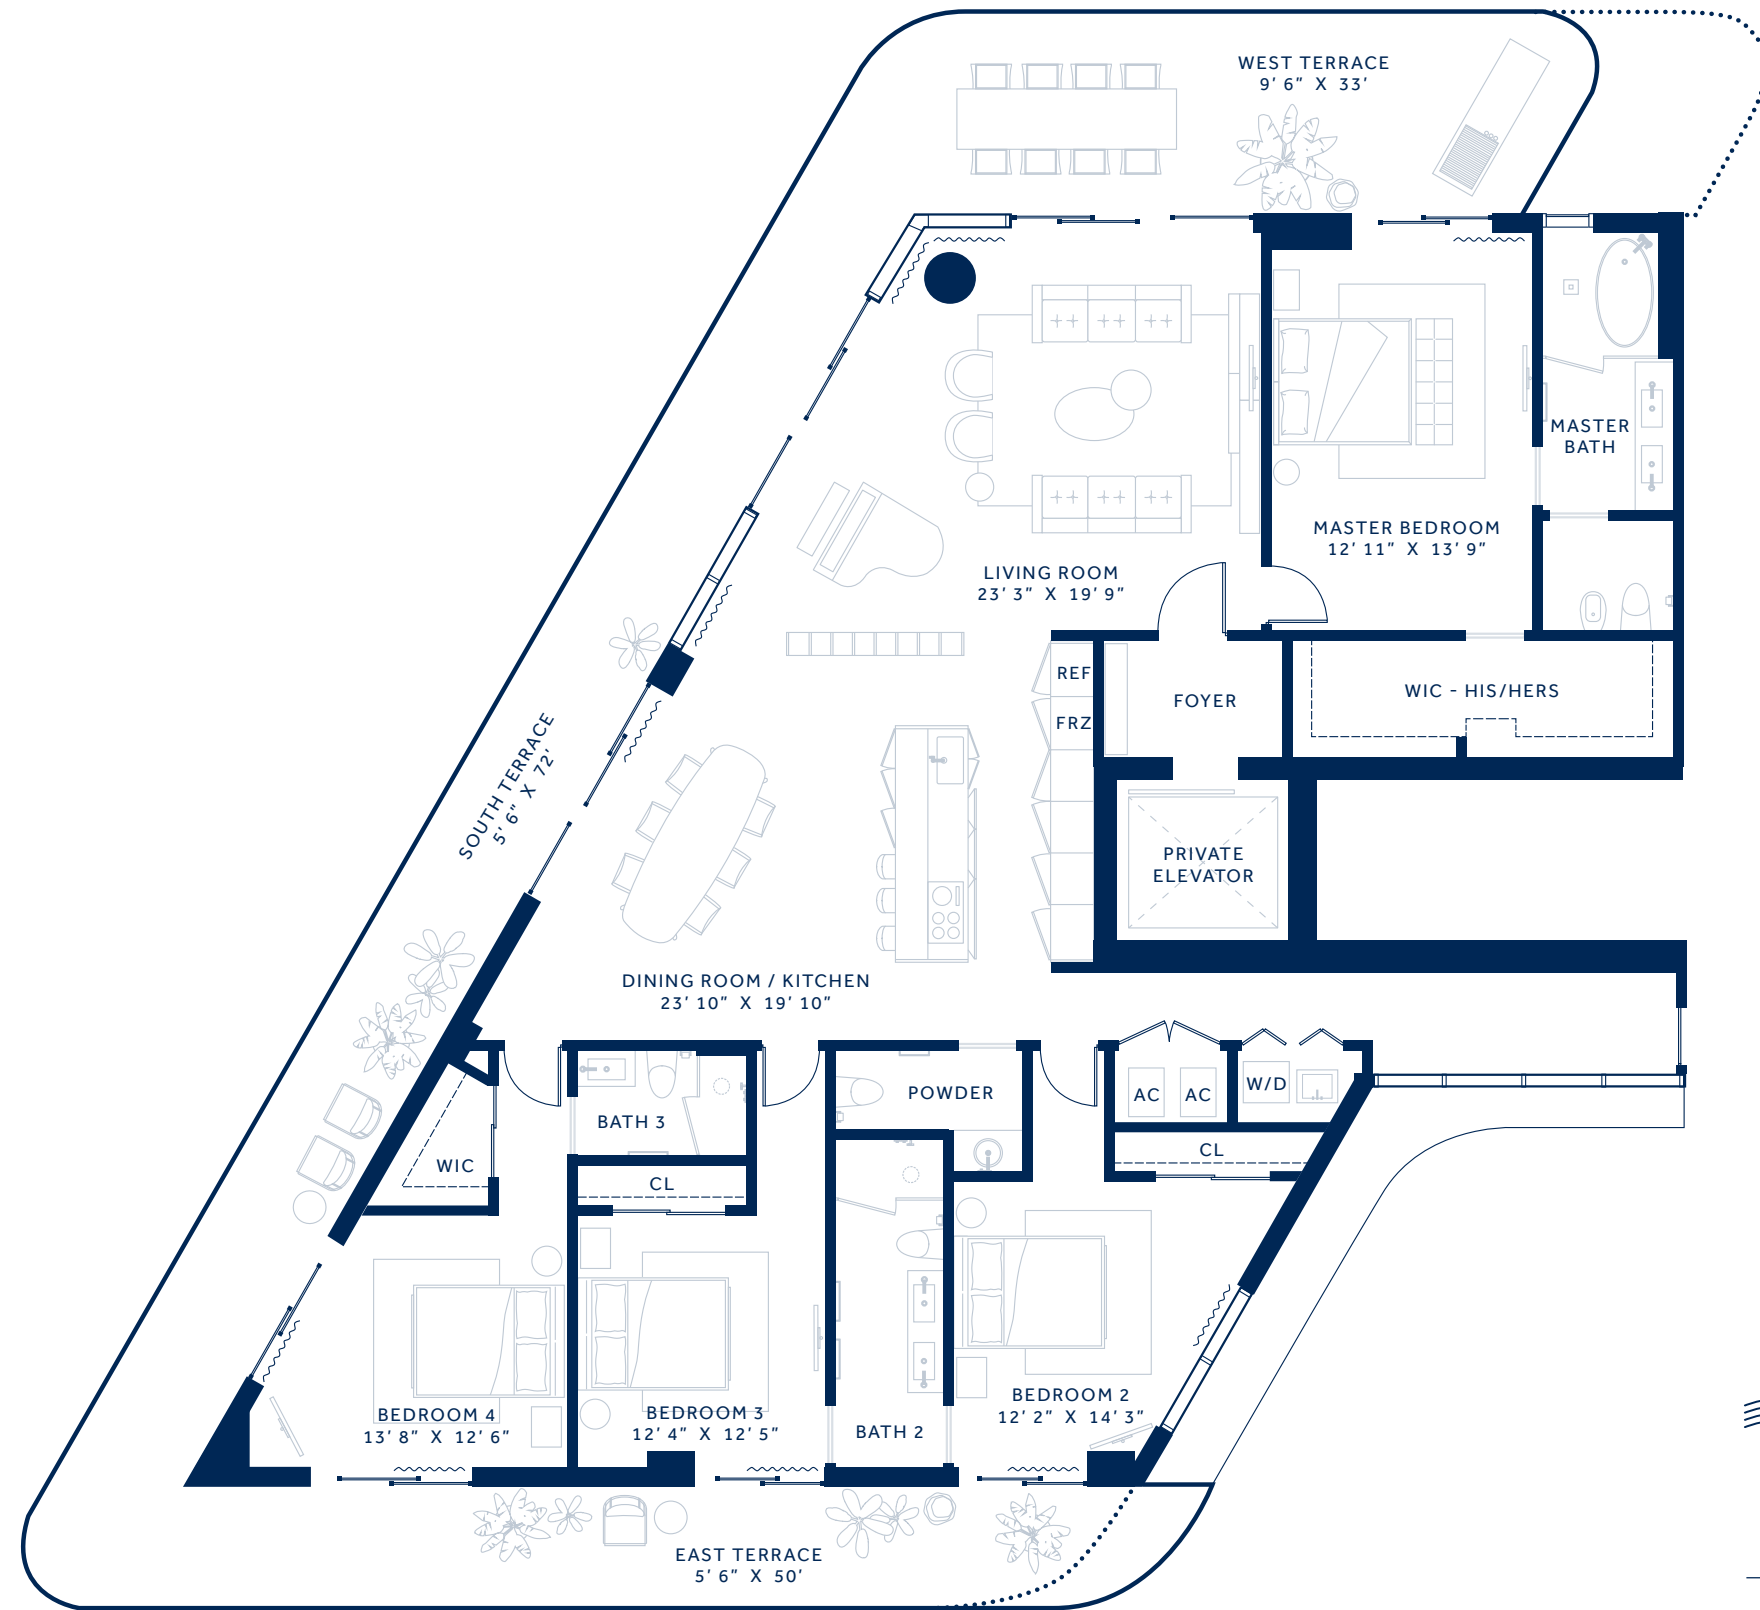 WEST TERRACE
9' 6" X 33'
MASTER
BATH
MASTER BEDROOM
12' 11" X 13' 9"
LIVING ROOM
23' 3" X 19' 9"
REF
FRZ
FOYER
WIC - HIS/HERS
SOUTH TERRACE
5' 6" X 72'
PRIVATE
ELEVATOR
DINING ROOM / KITCHEN
23' 10" X 19' 10"
POWDER
AC
AC
W/D
BATH 3
WIC
CL
CL
BEDROOM 4
13' 8" X 12' 6"
BEDROOM 3
12' 4" X 12' 5"
BATH 2
BEDROOM 2
12' 2" X 14' 3"
EAST TERRACE
5' 6" X 50'